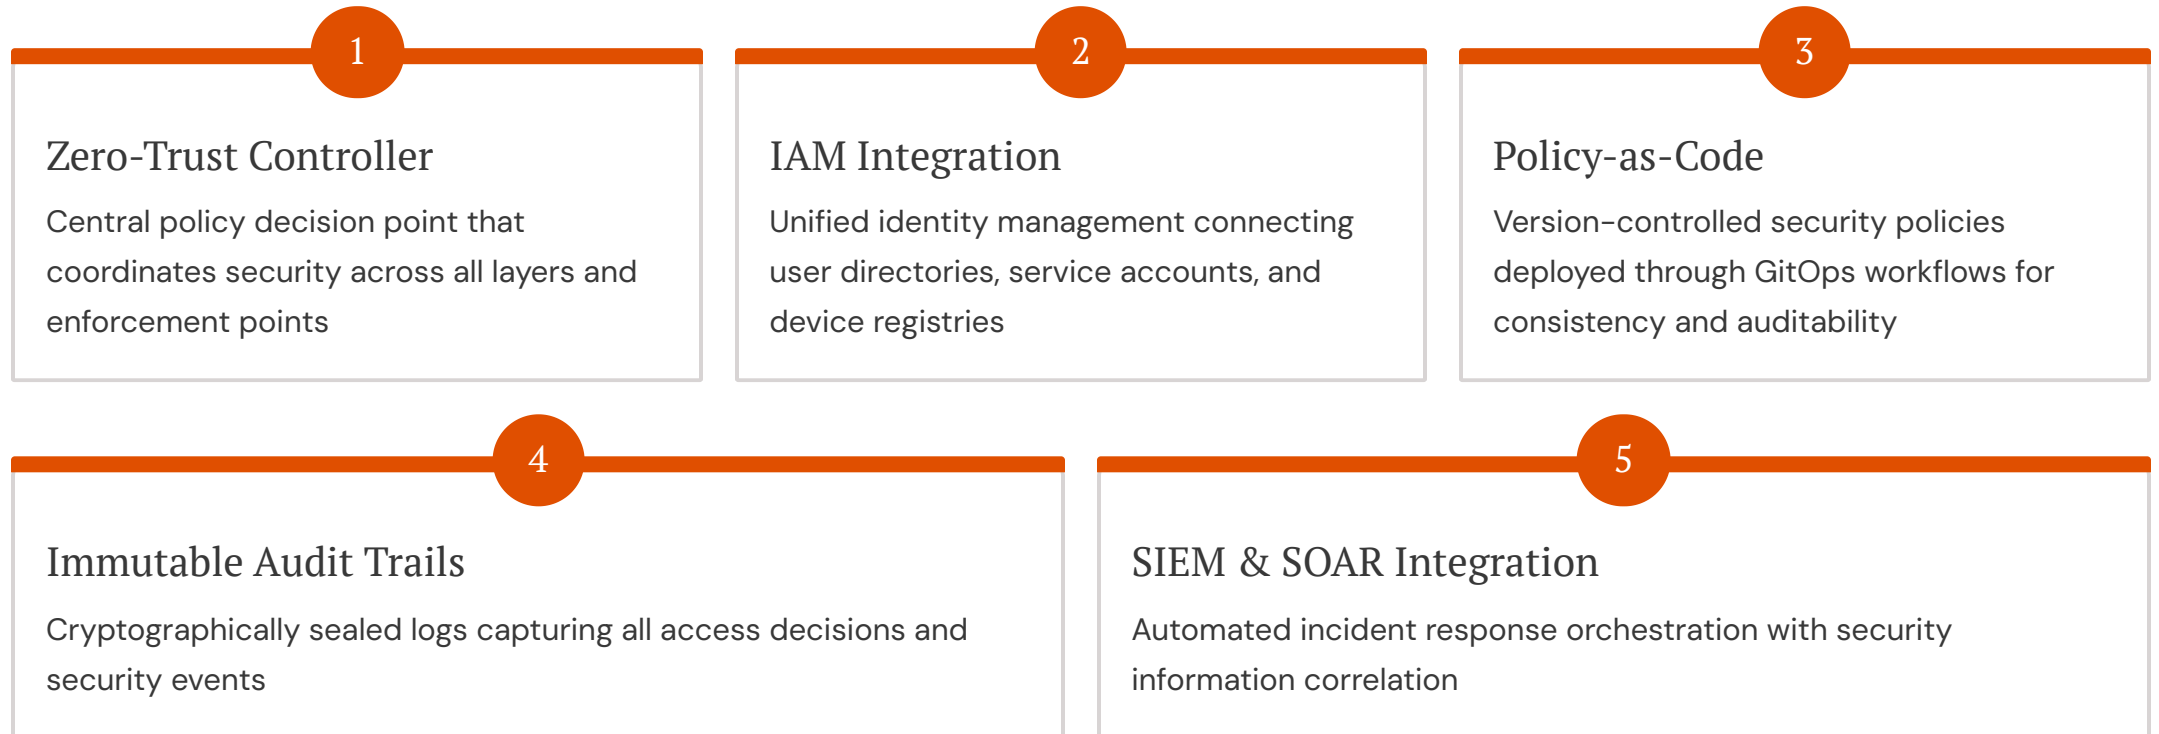 1
Zero-Trust Controller
Central policy decision point that
coordinates security across all layers and
enforcement points
2
IAM Integration
Unified identity management connecting
user directories, service accounts, and
device registries
3
Policy-as-Code
Version-controlled security policies
deployed through GitOps workflows for
consistency and auditability
4
Immutable Audit Trails
Cryptographically sealed logs capturing all access decisions and
security events
5
SIEM & SOAR Integration
Automated incident response orchestration with security
information correlation